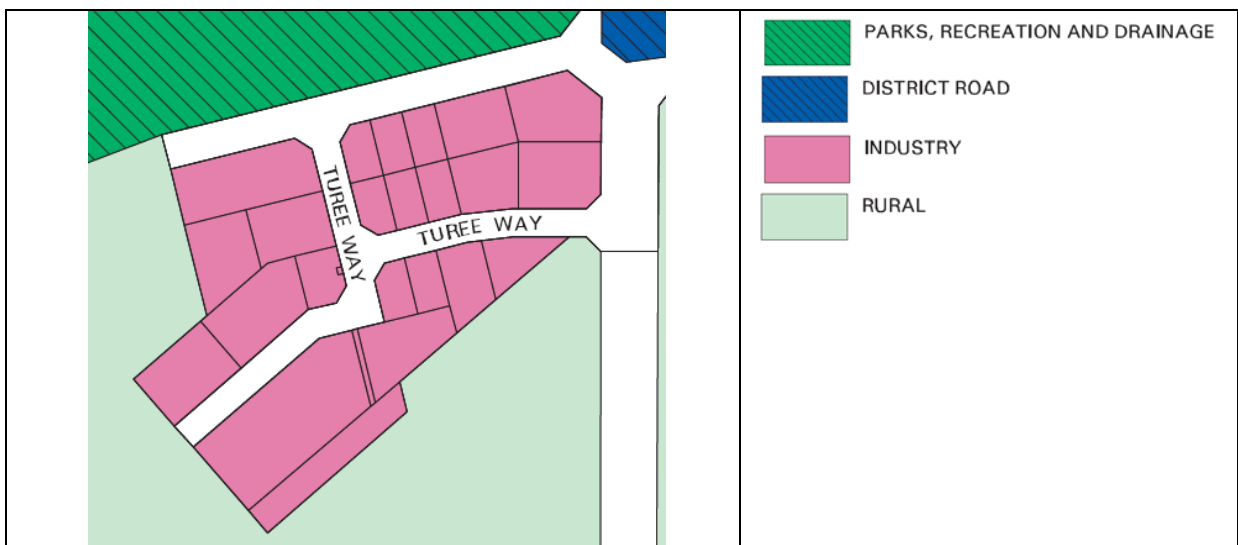 TUREE WAY
TUREE WAY
PARKS, RECREATION AND DRAINAGE
DISTRICT ROAD
INDUSTRY
RURAL